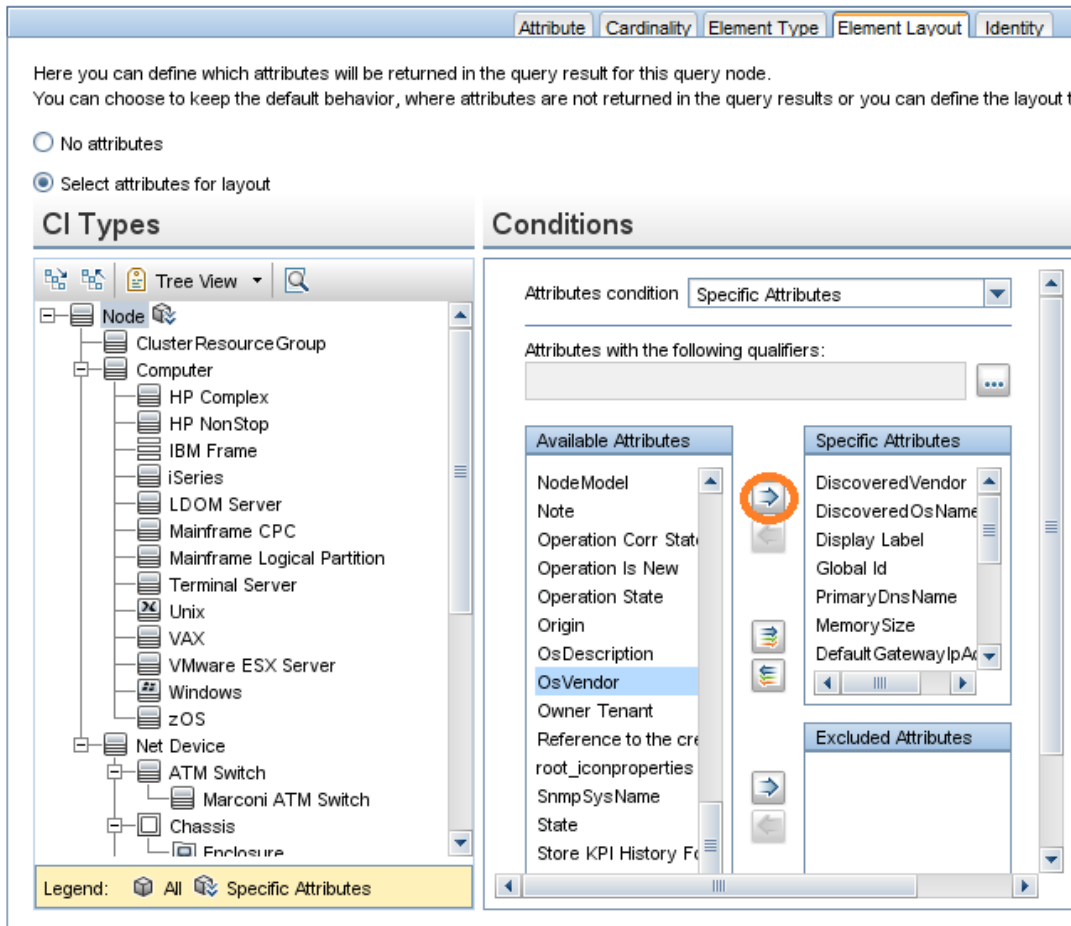 Attribute Cardinality Element Type Element Layout Identity
Here you can define which attributes will be returned in the query result for this query node.
You can choose to keep the default behavior, where attributes are not returned in the query results or you can define the layout
No attributes
Select attributes for layout
CI Types
Tree View
Node
ClusterResourceGroup
Computer
HP Complex
HP NonStop
IBM Frame
iSeries
LDOM Server
Mainframe CPC
Mainframe Logical Partition
Terminal Server
Unix
VAX
VMware ESX Server
Windows
zOS
Net Device
ATM Switch
Marconi ATM Switch
Chassis
Enclosure
Legend: All Specific Attributes
Conditions
Attributes condition Specific Attributes
Attributes with the following qualifiers:
...
Available Attributes
NodeModel
Note
Operation Corr State
Operation Is New
Operation State
Origin
OsDescription
OsVendor
Owner Tenant
Reference to the cre
root_iconproperties
SnmpSysName
State
Store KPI History Fo
Specific Attributes
DiscoveredVendor
DiscoveredOsName
Display Label
Global Id
PrimaryDnsName
MemorySize
DefaultGatewayIpAd
Excluded Attributes